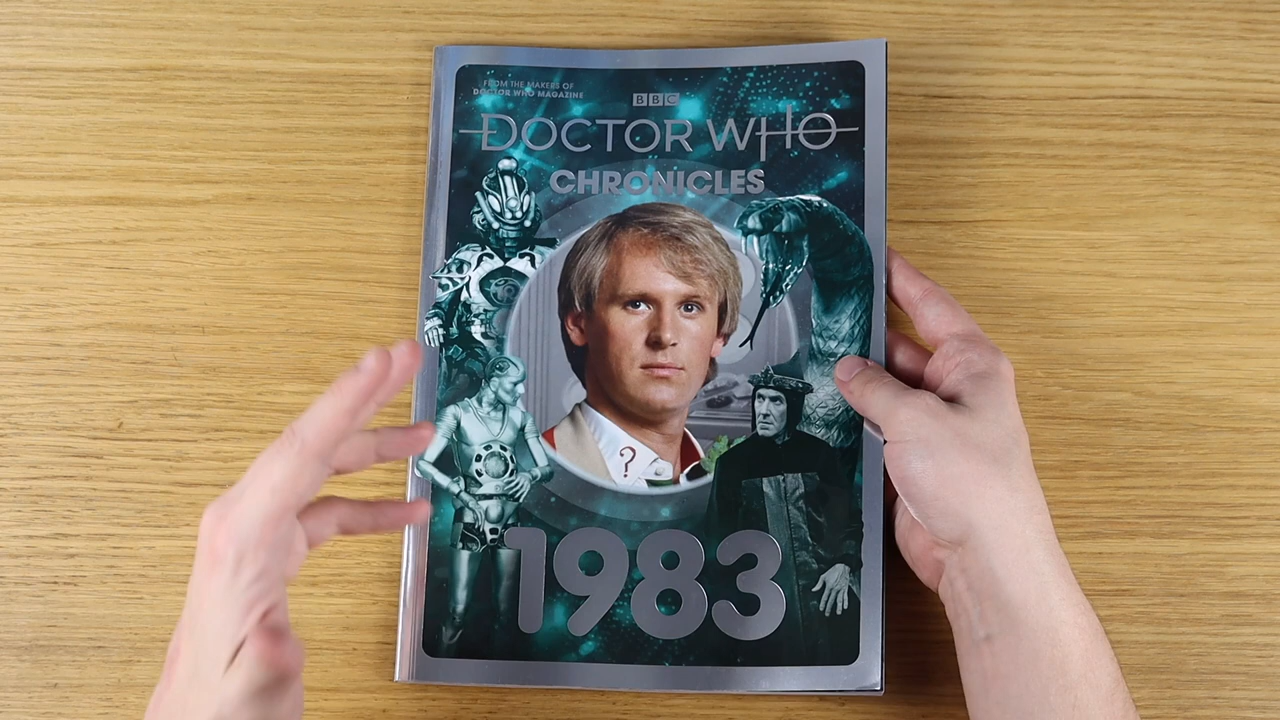 FROM THE MAKERS OF
DOCTOR WHO MAGAZINE
BBC
DOCTOR WHO
CHRONICLES
?
1983